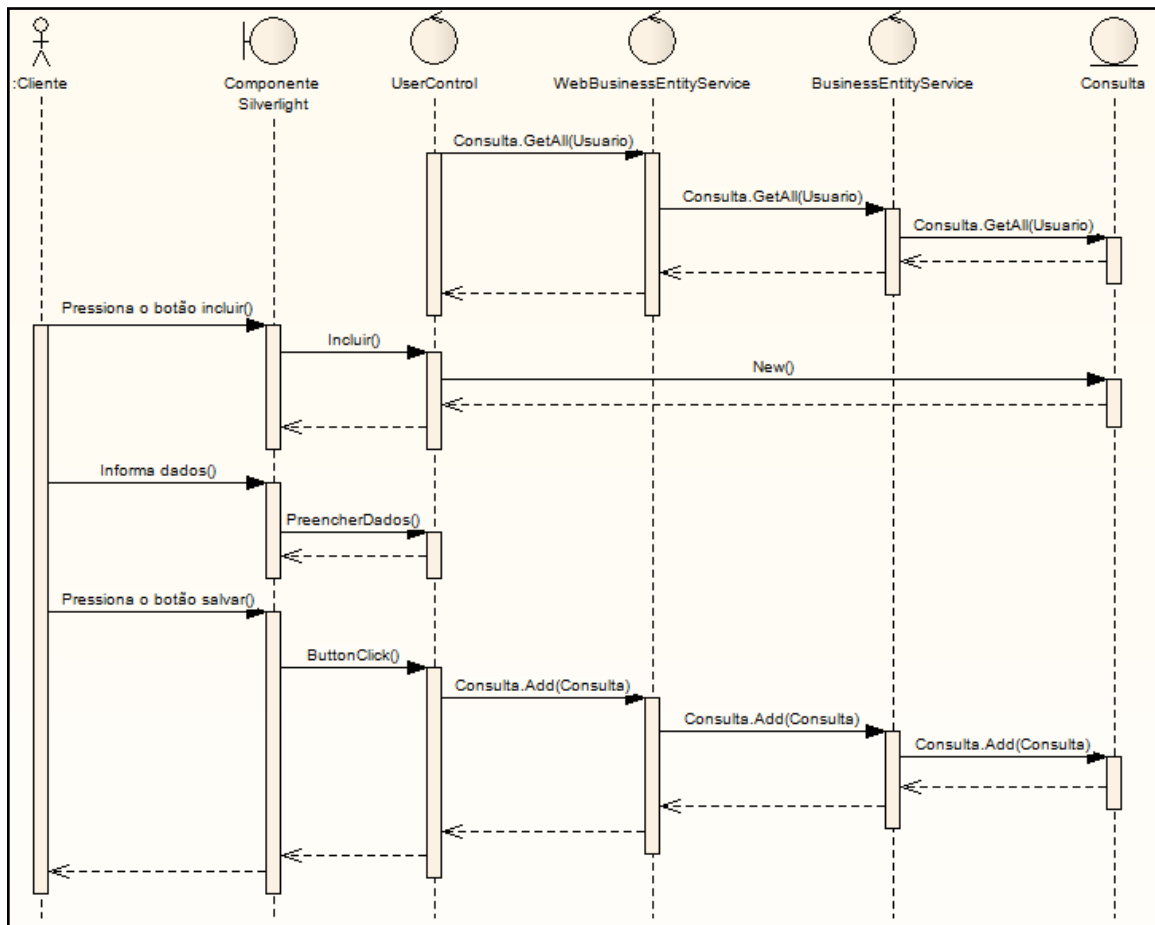 :Cliente
Componente
Silverlight
UserControl
WebBusinessEntityService
BusinessEntityService
Consulta
Consulta.GetAll(Usuario)
Consulta.GetAll(Usuario)
Consulta.GetAll(Usuario)
Pressiona o botão incluir()
Incluir()
New()
Informa dados()
PreencherDados()
Pressiona o botão salvar()
ButtonClick()
Consulta.Add(Consulta)
Consulta.Add(Consulta)
Consulta.Add(Consulta)